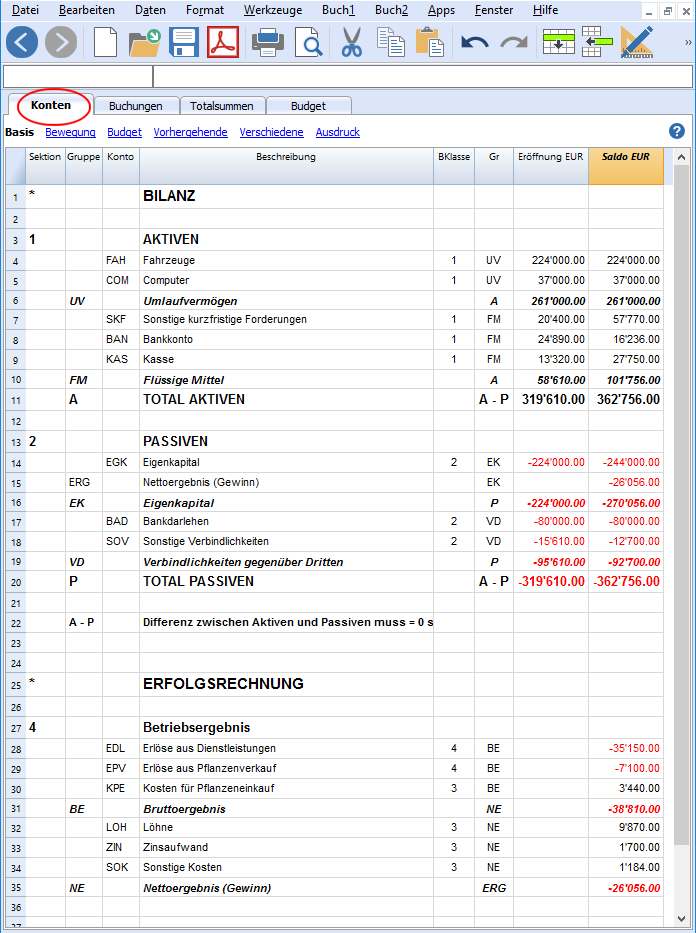 Datei Bearbeiten Daten Format Werkzeuge Buch1 Buch2 Apps Fenster Hilfe
Konten Buchungen Totalsummen Budget
Basis Bewegung Budget Vorhergehende Verschiedene Ausdruck ?
Sektion Gruppe Konto Beschreibung BKlasse Gr Eröffnung EUR Saldo EUR
1 * BILANZ
2
3 1 AKTIVEN
4 FAH Fahrzeuge 1 UV 224'000.00 224'000.00
5 COM Computer 1 UV 37'000.00 37'000.00
6 UV Umlaufvermögen A 261'000.00 261'000.00
7 SKF Sonstige kurzfristige Forderungen 1 FM 20'400.00 57'770.00
8 BAN Bankkonto 1 FM 24'890.00 16'236.00
9 KAS Kasse 1 FM 13'320.00 27'750.00
10 FM Flüssige Mittel A 58'610.00 101'756.00
11 A TOTAL AKTIVEN A - P 319'610.00 362'756.00
12
13 2 PASSIVEN
14 EGK Eigenkapital 2 EK -224'000.00 -244'000.00
15 ERG Nettoergebnis (Gewinn) EK -26'056.00
16 EK Eigenkapital P -224'000.00 -270'056.00
17 BAD Bankdarlehen 2 VD -80'000.00 -80'000.00
18 SOV Sonstige Verbindlichkeiten 2 VD -15'610.00 -12'700.00
19 VD Verbindlichkeiten gegenüber Dritten P -95'610.00 -92'700.00
20 P TOTAL PASSIVEN A - P -319'610.00 -362'756.00
21
22 A - P Differenz zwischen Aktiven und Passiven muss = 0 s
23
24
25 * ERFOLGSRECHNUNG
26
27 4 Betriebsergebnis
28 EDL Erlöse aus Dienstleistungen 4 BE -35'150.00
29 EPV Erlöse aus Pflanzenverkauf 4 BE -7'100.00
30 KPE Kosten für Pflanzeneinkauf 3 BE 3'440.00
31 BE Bruttoergebnis NE -38'810.00
32 LOH Löhne 3 NE 9'870.00
33 ZIN Zinsaufwand 3 NE 1'700.00
34 SOK Sonstige Kosten 3 NE 1'184.00
35 NE Nettoergebnis (Gewinn) ERG -26'056.00
36
37